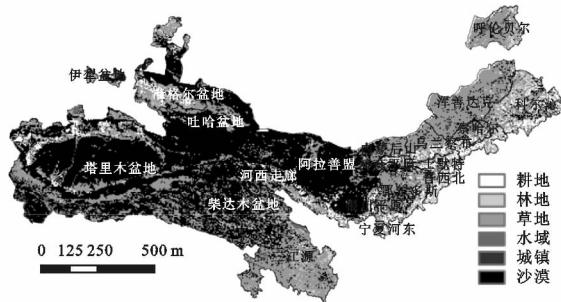 呼伦贝尔
伊犁盆地
准格尔盆地
浑善达克
科尔沁
吐哈盆地
阿拉善盟
塔里木盆地
河西走廊
晋西北
柴达木盆地
宁夏河东
江源
0 125 250 500 m
耕地
林地
草地
水域
城镇
沙漠